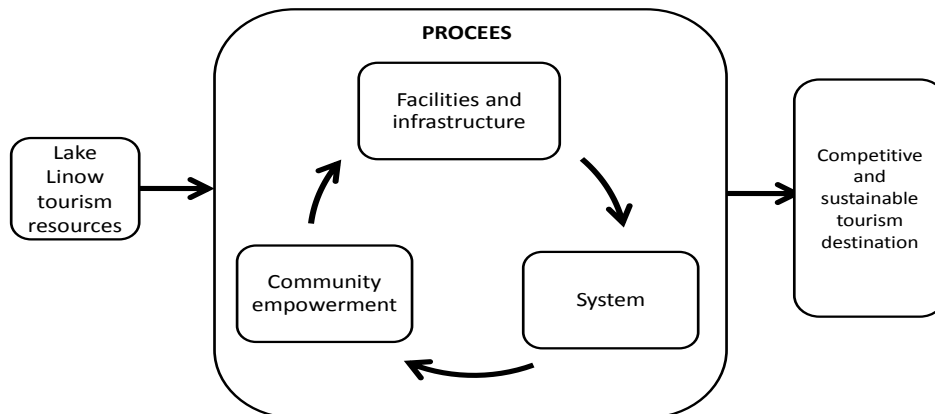 PROCEES
Facilities and
infrastructure
Lake
Linow
tourism
resources
Community
empowerment
System
Competitive
and
sustainable
tourism
destination